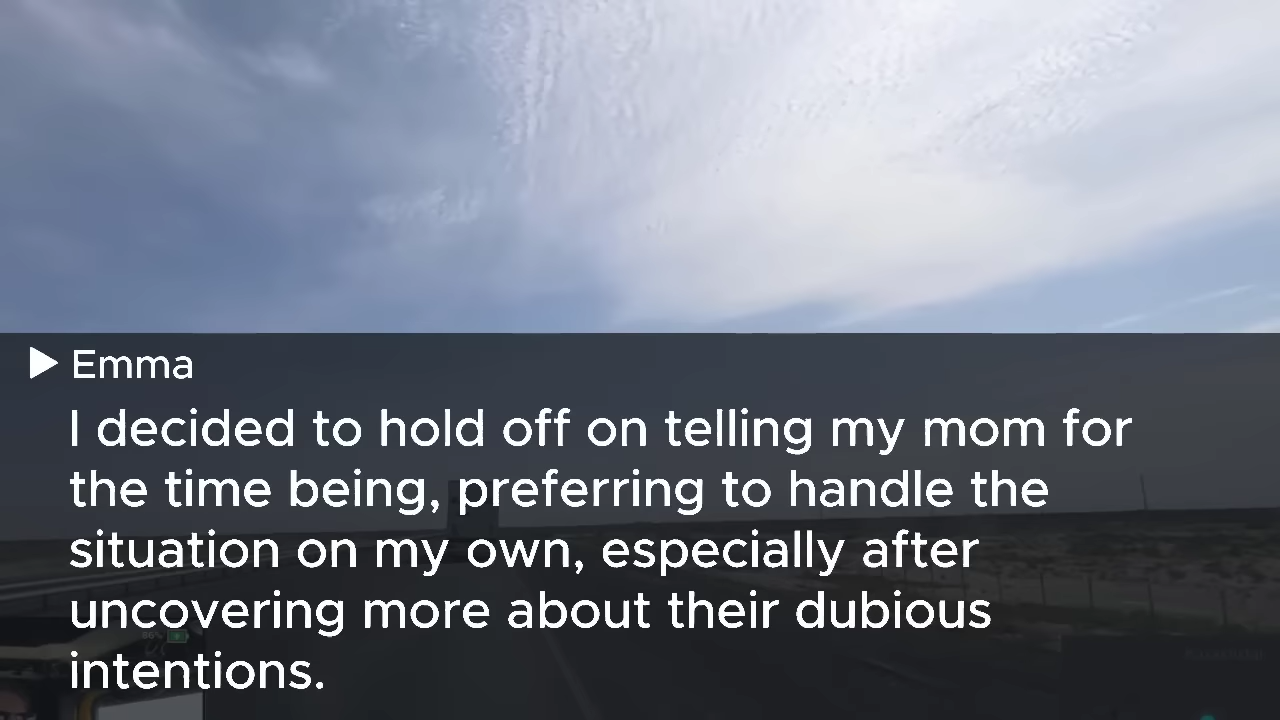 Emma
I decided to hold off on telling my mom for
the time being, preferring to handle the
situation on my own, especially after
uncovering more about their dubious
intentions.
86%